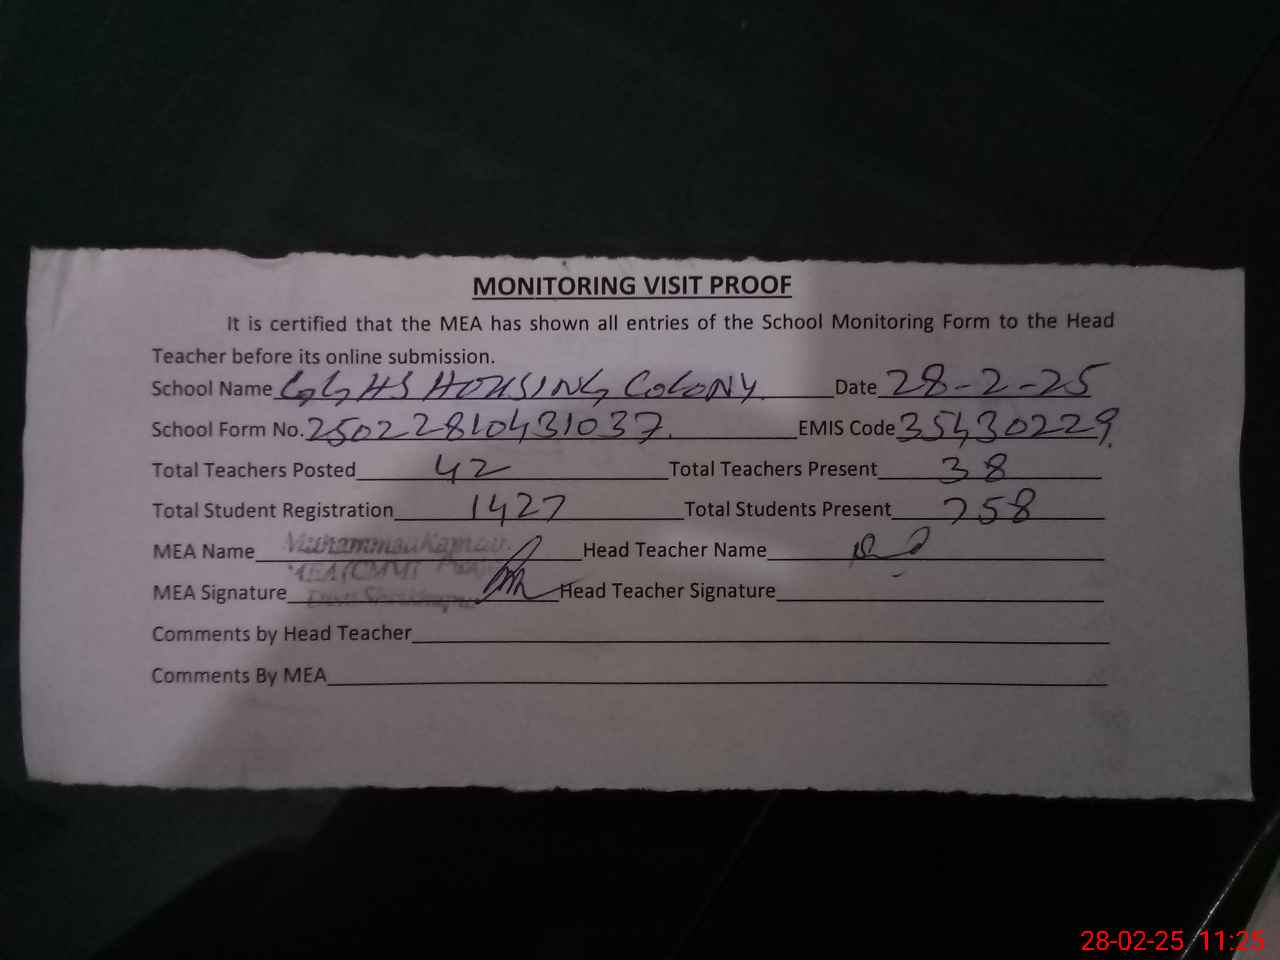 MONITORING VISIT PROOF
It is certified that the MEA has shown all entries of the School Monitoring Form to the Head
Teacher before its online submission.
School Name GGHS HOUSING COLONY Date 28-2-25
School Form No. 25022810431037. EMIS Code 35430229
Total Teachers Posted 42 Total Teachers Present 38
Total Student Registration 1427 Total Students Present 758
MEA Name Muhammad Head Teacher Name
MEA (CMMT
MEA Signature Head Teacher Signature
Comments by Head Teacher
Comments By MEA
28-02-25 11:25